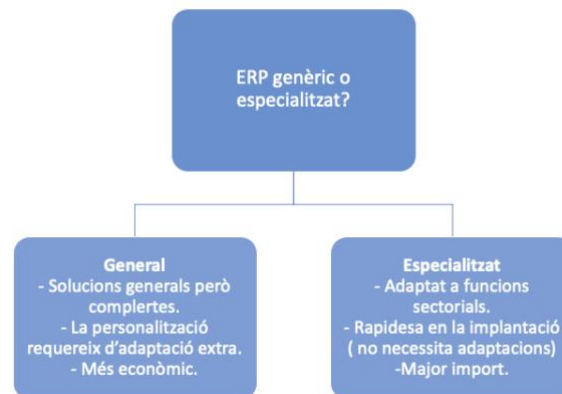 ERP genèric o
especialitzat?
General
- Solucions generals però
complertes.
- La personalització
requereix d'adaptació extra.
- Més econòmic.
Especialitzat
- Adaptat a funcions
sectorials.
- Rapidesa en la implantació
( no necessita adaptacions)
-Major import.